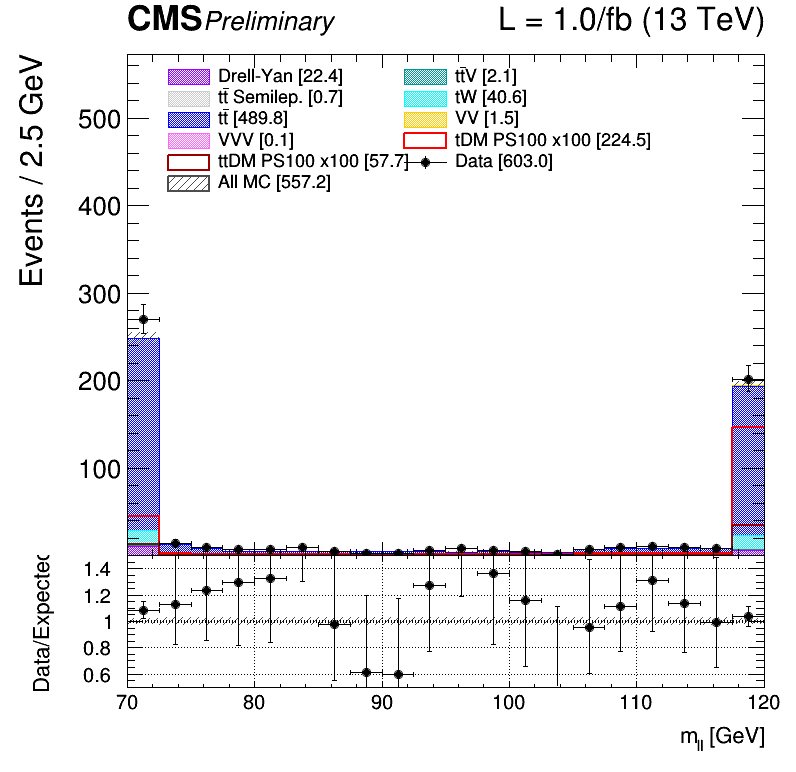 CMS Preliminary L = 1.0/fb (13 TeV)
Events / 2.5 GeV
Drell-Yan [22.4]
tt̄V [2.1]
tt̄ Semilep. [0.7]
tW [40.6]
tt̄ [489.8]
VV [1.5]
VVV [0.1]
tDM PS100 x100 [224.5]
ttDM PS100 x100 [57.7]
Data [603.0]
All MC [557.2]
500
400
300
200
100
Data/Expected
1.4
1.2
1
0.8
0.6
70 80 90 100 110 120
m_ll [GeV]